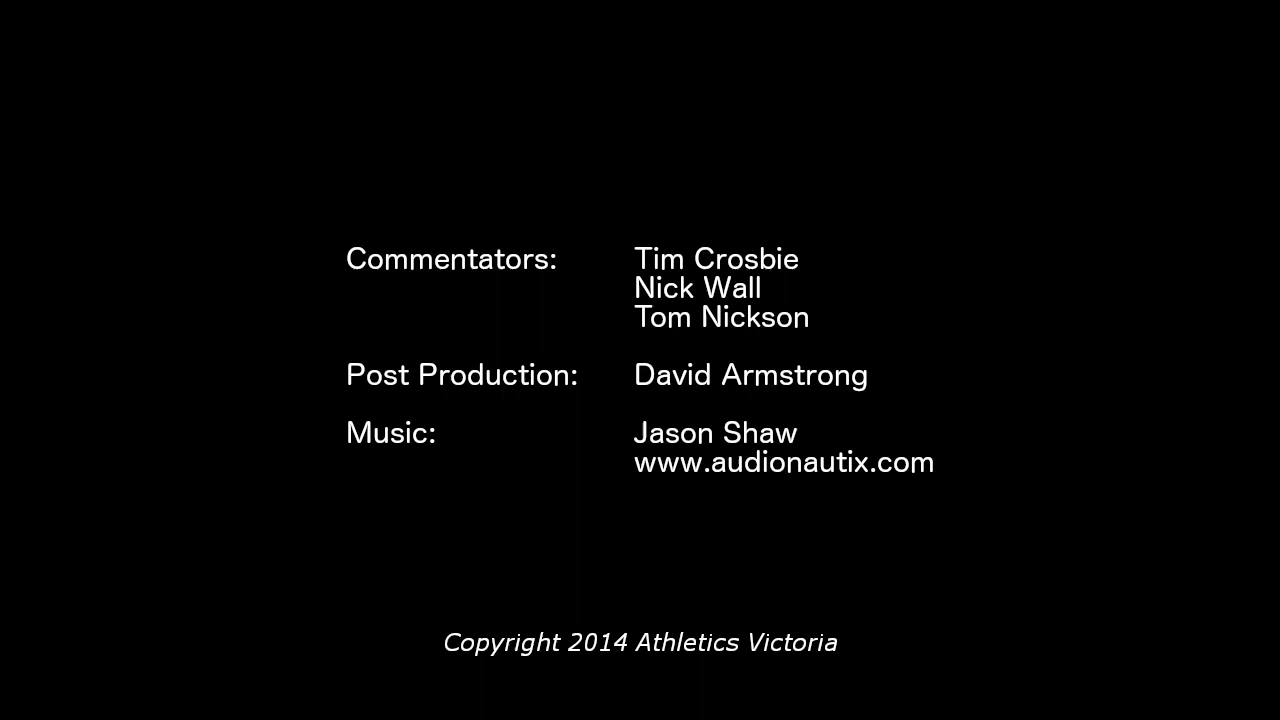 Commentators: Tim Crosbie
Nick Wall
Tom Nickson
Post Production: David Armstrong
Music: Jason Shaw
www.audionautix.com
Copyright 2014 Athletics Victoria